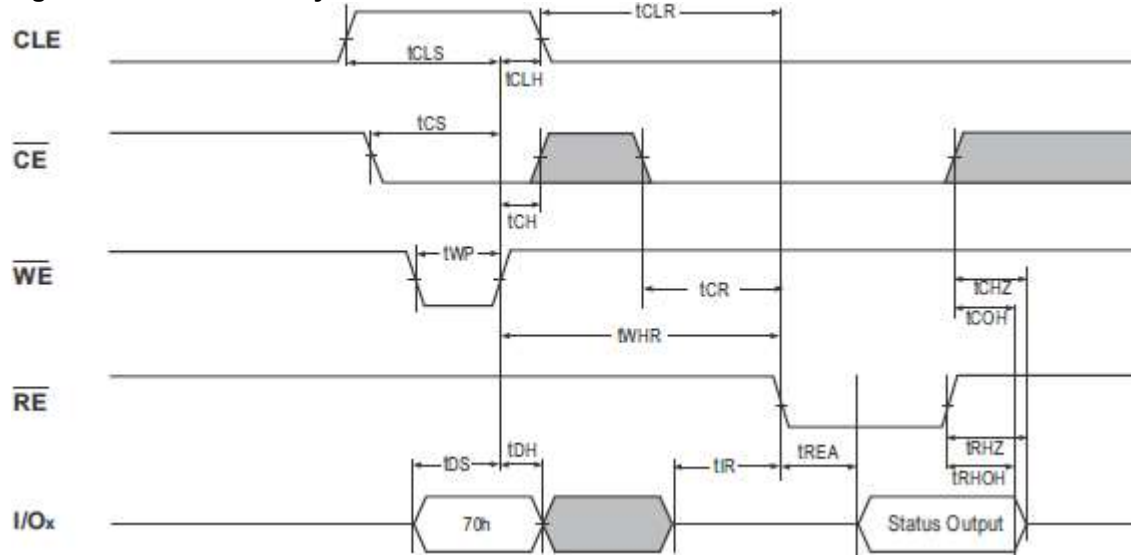 tCLR
CLE
tCLS
tCLH
tCS
CE
tCH
tWP
WE
tCR
tCHZ
tCOH
tWHR
RE
tDS
tDH
tIR
tREA
tRHZ
tRHOH
I/Ox
70h
Status Output